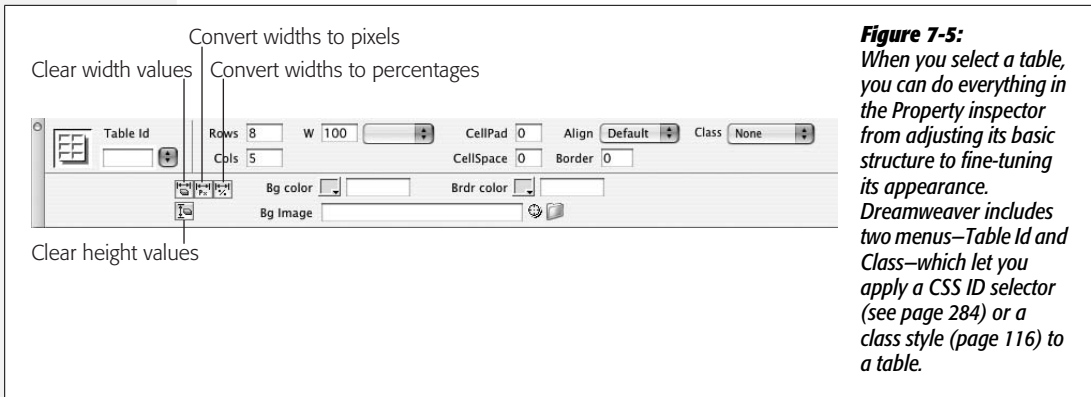 Convert widths to pixels
Clear width values
Convert widths to percentages
Table Id
Rows 8
W 100
CellPad 0
Align Default
Class None
Cols 5
CellSpace 0
Border 0
Px
%
Bg color
Brdr color
Bg Image
Clear height values
Figure 7-5:
When you select a table,
you can do everything in
the Property inspector
from adjusting its basic
structure to fine-tuning
its appearance.
Dreamweaver includes
two menus—Table Id and
Class—which let you
apply a CSS ID selector
(see page 284) or a
class style (page 116) to
a table.